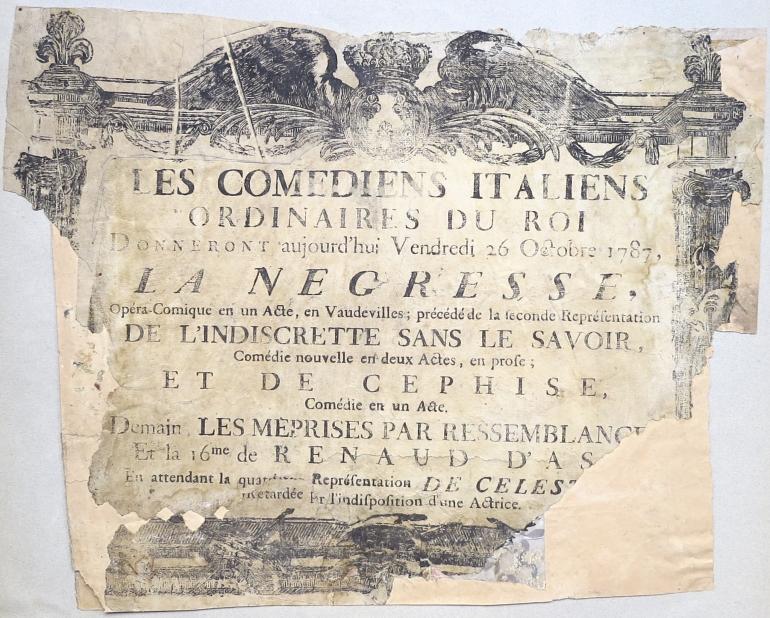 LES COMEDIENS ITALIENS
ORDINAIRES DU ROI
DONNERONT aujourd'hui Vendredi 26 Octobre 1787,
LA NEGRESSE,
Opéra-Comique en un Acte, en Vaudevilles; précédé de la seconde Représentation
DE L'INDISCRETTE SANS LE SAVOIR,
Comédie nouvelle en deux Actes, en prose;
ET DE CEPHISE,
Comédie en un Acte.
Demain, LES MÉPRISES PAR RESSEMBLANCE
Et la 16me de RENAUD D'AS
En attendant la Représentation DE CELEST
Retardée par l'indisposition d'une Actrice.